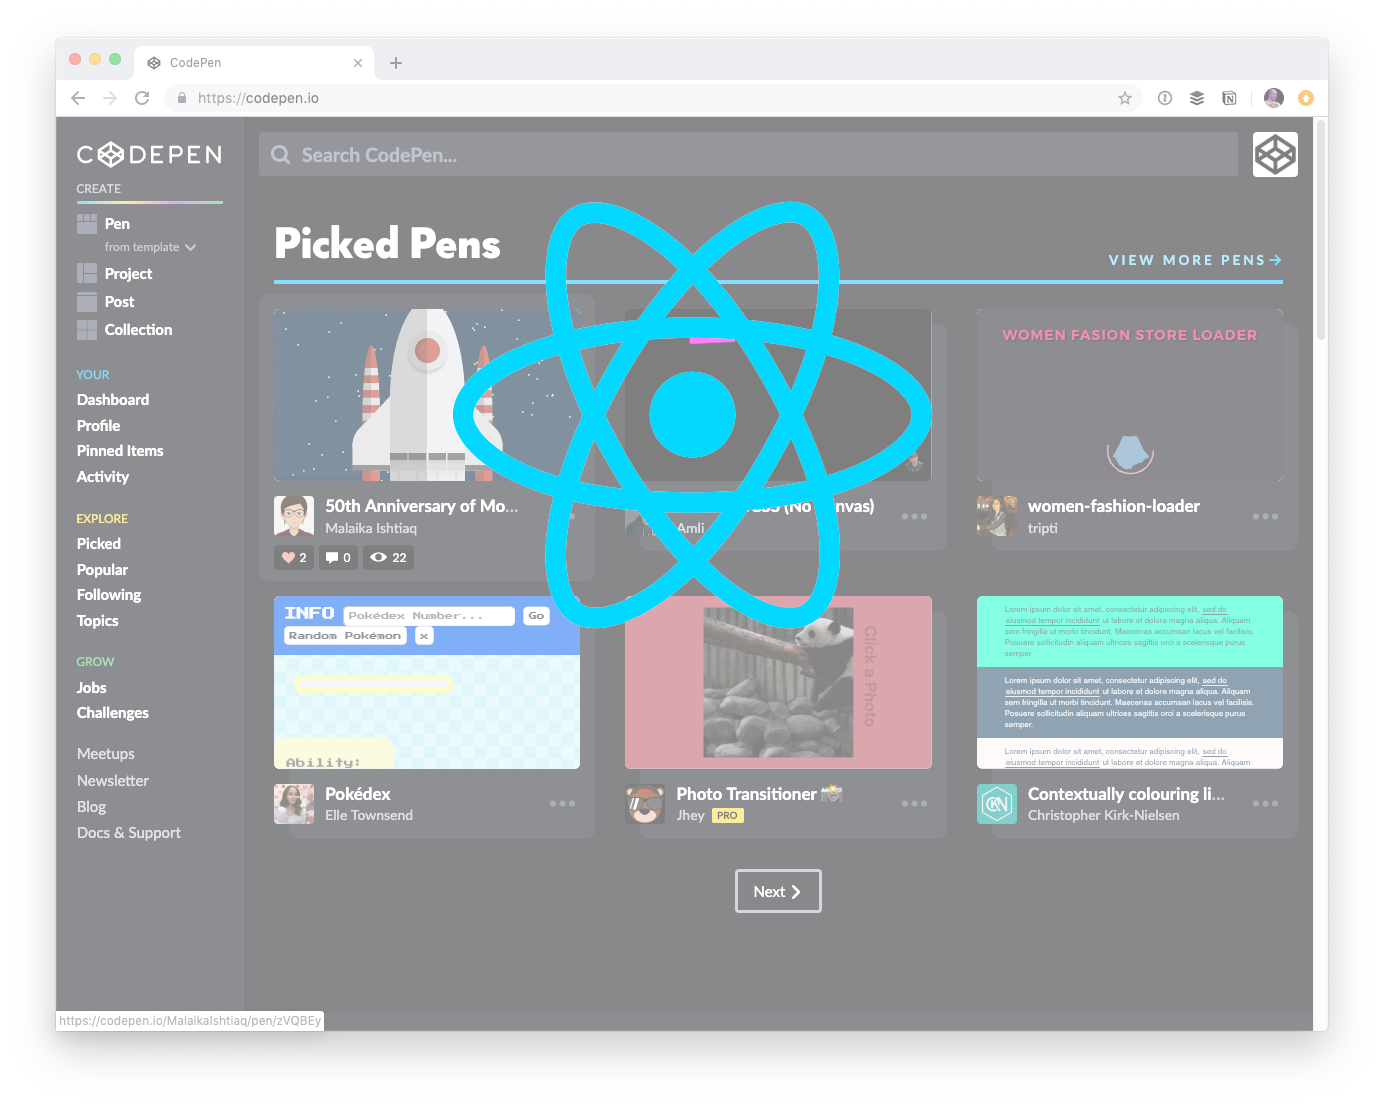 CodePen
https://codepen.io
CODEPEN
Search CodePen...
CREATE
Pen
from template
Project
Post
Collection
YOUR
Dashboard
Profile
Pinned Items
Activity
EXPLORE
Picked
Popular
Following
Topics
GROW
Jobs
Challenges
Meetups
Newsletter
Blog
Docs & Support
Picked Pens
VIEW MORE PENS
50th Anniversary of Mo...
Malaika Ishtiaq
2
0
22
(No
nvas)
Amli
WOMEN FASION STORE LOADER
women-fashion-loader
tripti
INFO Pokédex Number... Go
Random Pokémon x
Ability:
Pokédex
Elle Townsend
Click a Photo
Photo Transitioner
Jhey PRO
Lorem ipsum dolor sit amet, consectetur adipiscing elit, sed do
eiusmod tempor incididunt ut labore et dolore magna aliqua. Aliquam
sem fringilla ut morbi tincidunt. Maecenas accumsan lacus vel facilisis.
Posuere sollicitudin aliquam ultrices sagittis orci a scelerisque purus
semper.
Lorem ipsum dolor sit amet, consectetur adipiscing elit, sed do
eiusmod tempor incididunt ut labore et dolore magna aliqua. Aliquam
sem fringilla ut morbi tincidunt. Maecenas accumsan lacus vel facilisis.
Posuere sollicitudin aliquam ultrices sagittis orci a scelerisque purus
semper.
Lorem ipsum dolor sit amet, consectetur adipiscing elit, sed do
eiusmod tempor incididunt ut labore et dolore magna aliqua. Aliquam
CKN
Contextually colouring li...
Christopher Kirk-Nielsen
Next
https://codepen.io/MalaikaIshtiaq/pen/zVQBEy